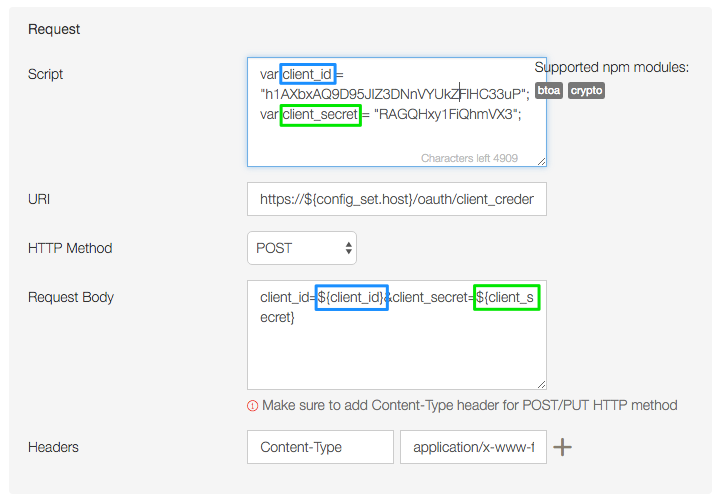 Request
Script
var client_id =
"h1AXbxAQ9D95JIZ3DNnVYUkZFIHC33uP";
var client_secret = "RAGQHxy1FiQhmVX3";
Characters left 4909
Supported npm modules:
btoa crypto
URI
https://${config_set.host}/oauth/client_creder
HTTP Method
POST
Request Body
client_id=${client_id}&client_secret=${client_s
ecret}
Make sure to add Content-Type header for POST/PUT HTTP method
Headers
Content-Type
application/x-www-f